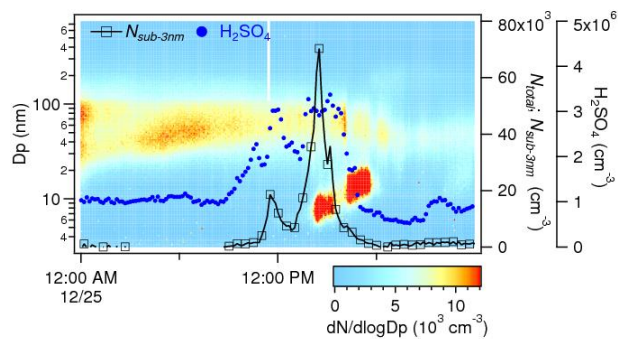 N_sub-3nm H₂SO₄
6
4
2
100
6
4
2
10
6
4
Dp (nm)
80x10³
60
40
20
0
N_total, N_sub-3nm (cm⁻³)
5x10⁶
4
3
2
1
0
H₂SO₄ (cm⁻³)
12:00 AM 12:00 PM
12/25
0 5 10
dN/dlogDp (10³ cm⁻³)